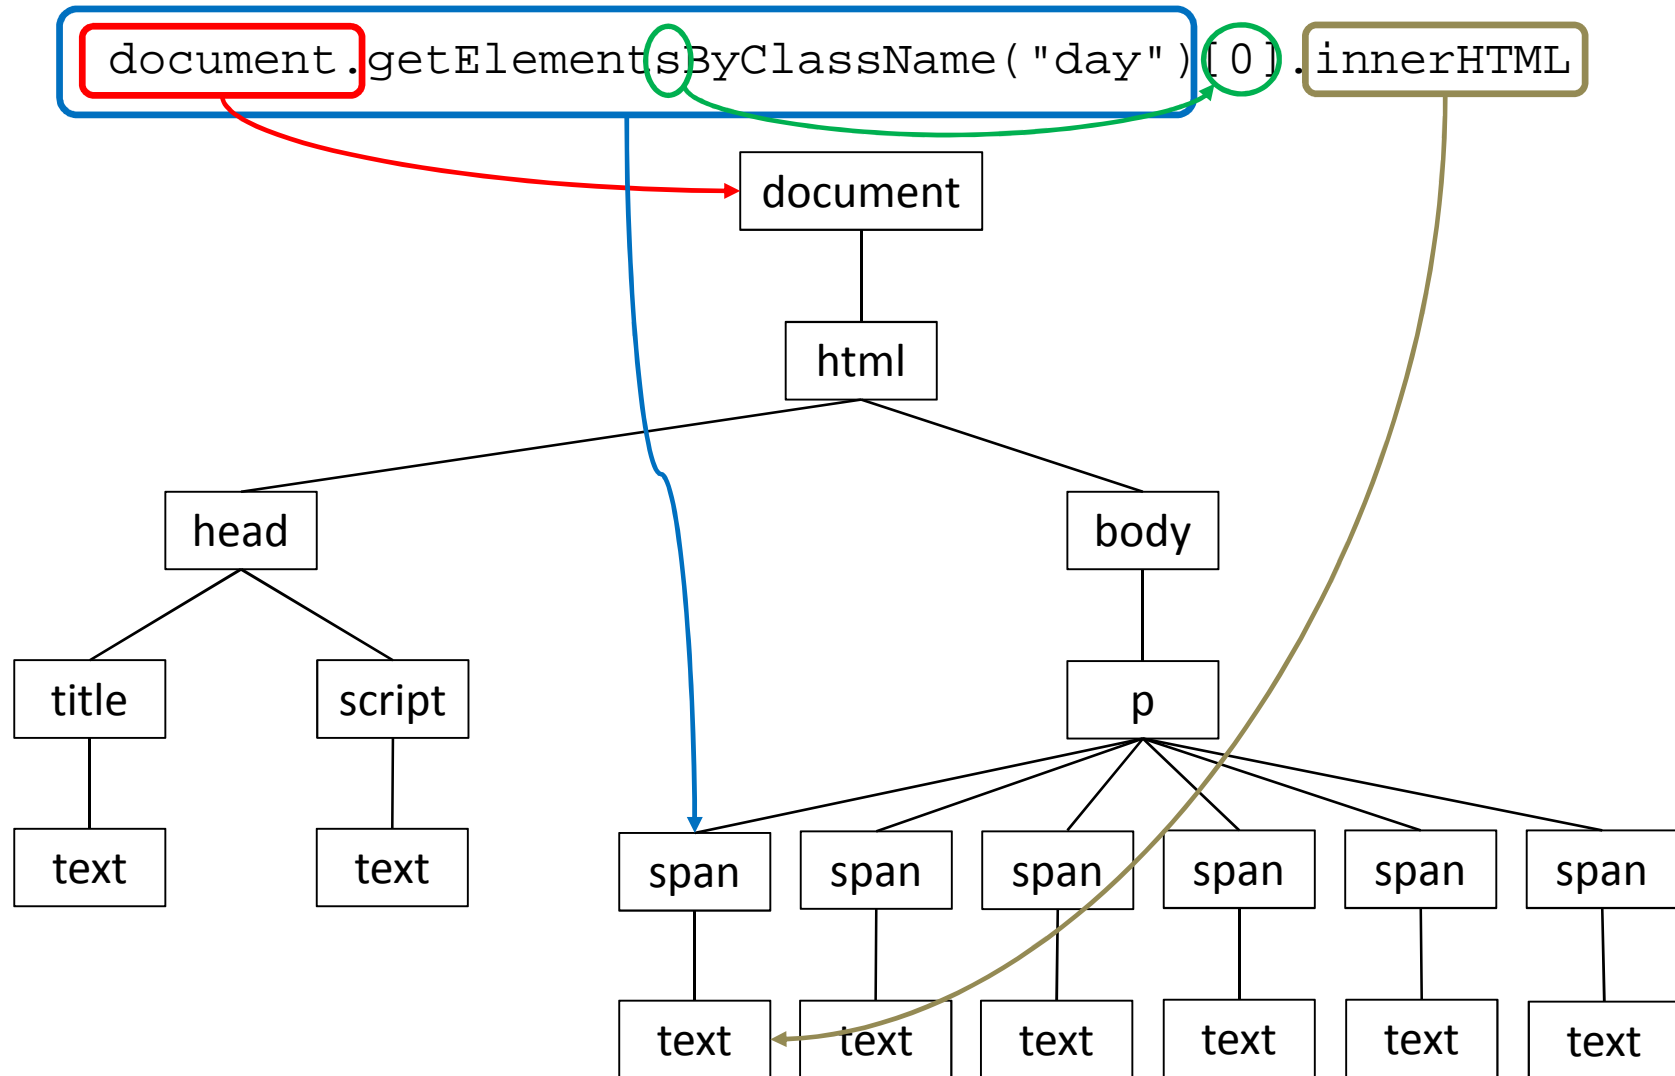 document.getElementsByClassName("day")[0].innerHTML
document
html
head body
title script p
text text span span span span span span
text text text text text text